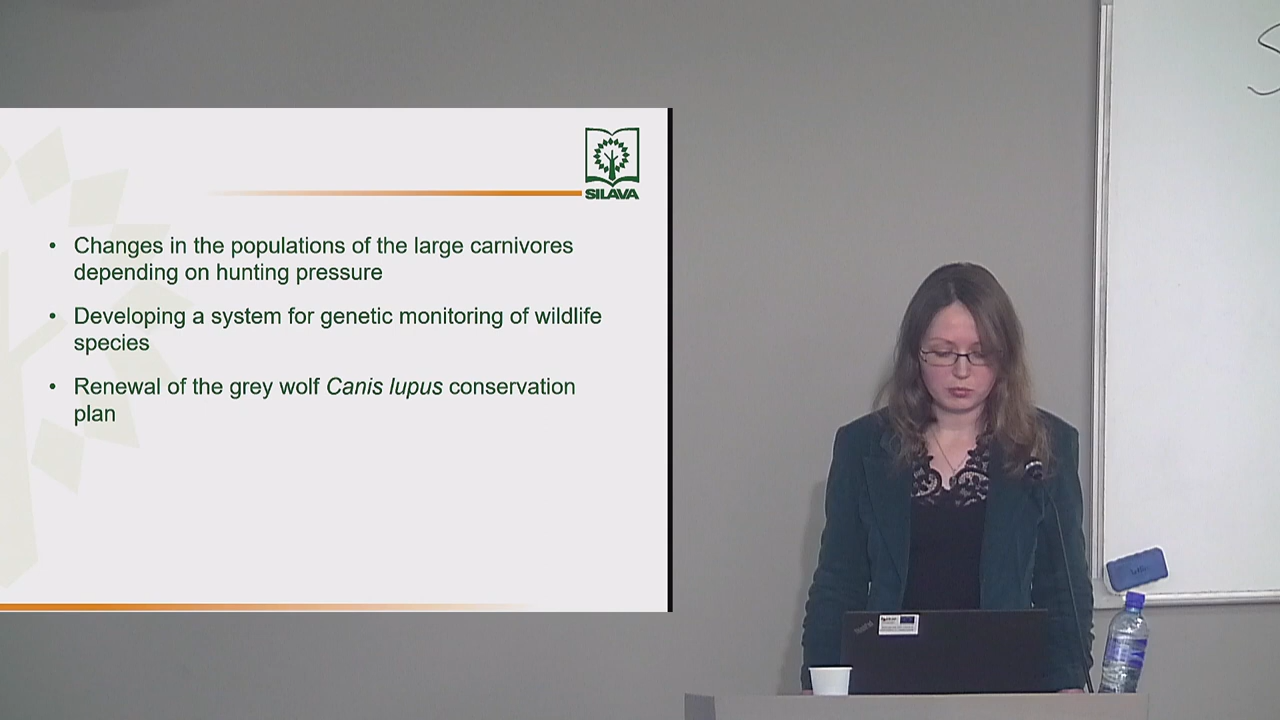 SILAVA
• Changes in the populations of the large carnivores
depending on hunting pressure
• Developing a system for genetic monitoring of wildlife
species
• Renewal of the grey wolf Canis lupus conservation
plan
ThinkPad